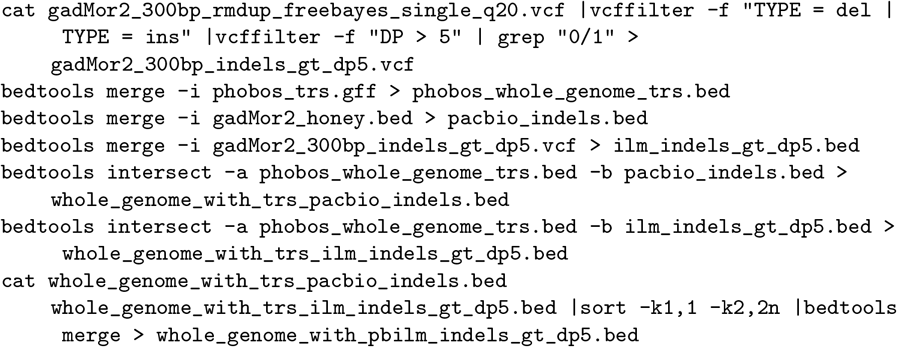 cat gadMor2_300bp_rmdup_freebayes_single_q20.vcf |vcffilter -f "TYPE = del |
TYPE = ins" |vcffilter -f "DP > 5" | grep "0/1" >
gadMor2_300bp_indels_gt_dp5.vcf
bedtools merge -i phobos_trs.gff > phobos_whole_genome_trs.bed
bedtools merge -i gadMor2_honey.bed > pacbio_indels.bed
bedtools merge -i gadMor2_300bp_indels_gt_dp5.vcf > ilm_indels_gt_dp5.bed
bedtools intersect -a phobos_whole_genome_trs.bed -b pacbio_indels.bed >
whole_genome_with_trs_pacbio_indels.bed
bedtools intersect -a phobos_whole_genome_trs.bed -b ilm_indels_gt_dp5.bed >
whole_genome_with_trs_ilm_indels_gt_dp5.bed
cat whole_genome_with_trs_pacbio_indels.bed
whole_genome_with_trs_ilm_indels_gt_dp5.bed |sort -k1,1 -k2,2n |bedtools
merge > whole_genome_with_pbilm_indels_gt_dp5.bed